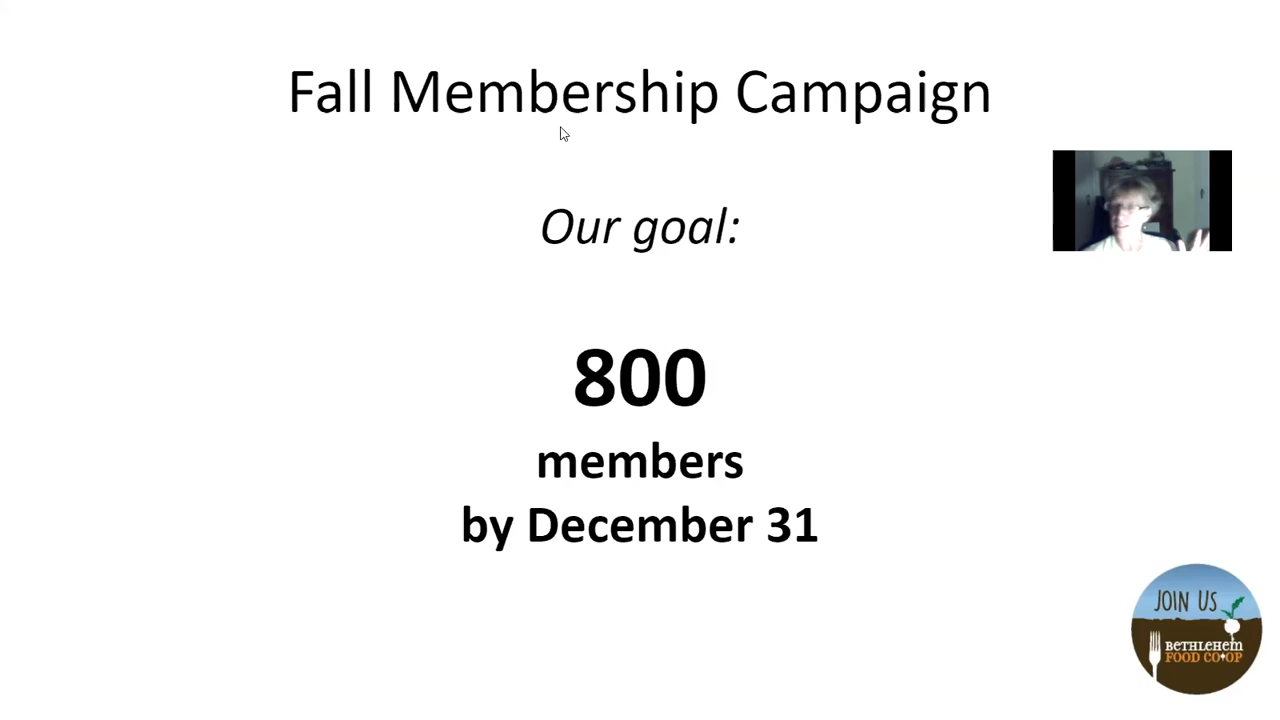 Fall Membership Campaign
Our goal:
800
members
by December 31
JOIN US
BETHLEHEM
FOOD CO OP